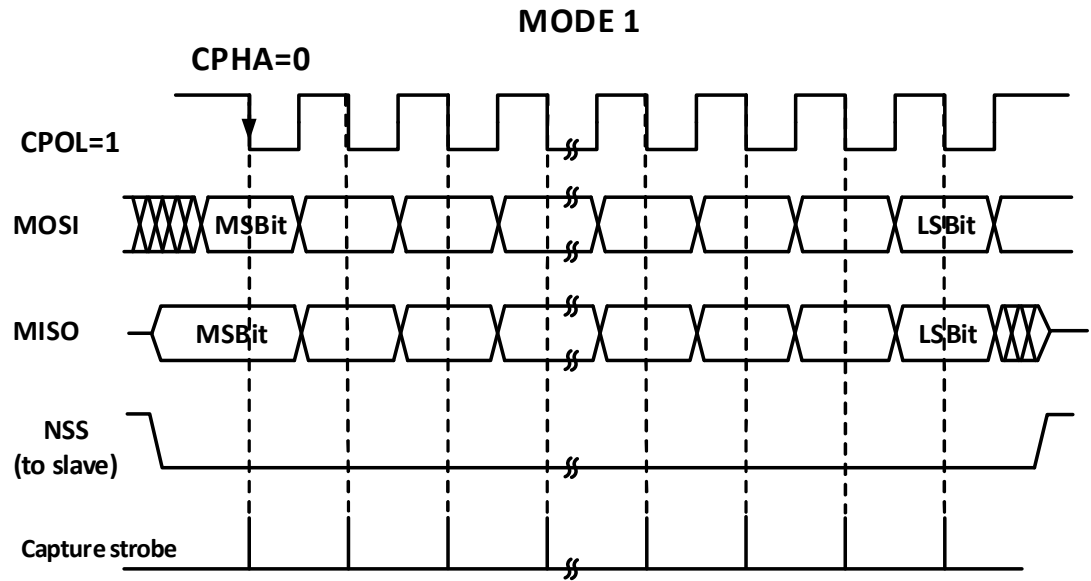 MODE 1
CPHA=0
CPOL=1
MOSI
MSBit
LSBit
MISO
MSBit
LSBit
NSS
(to slave)
Capture strobe